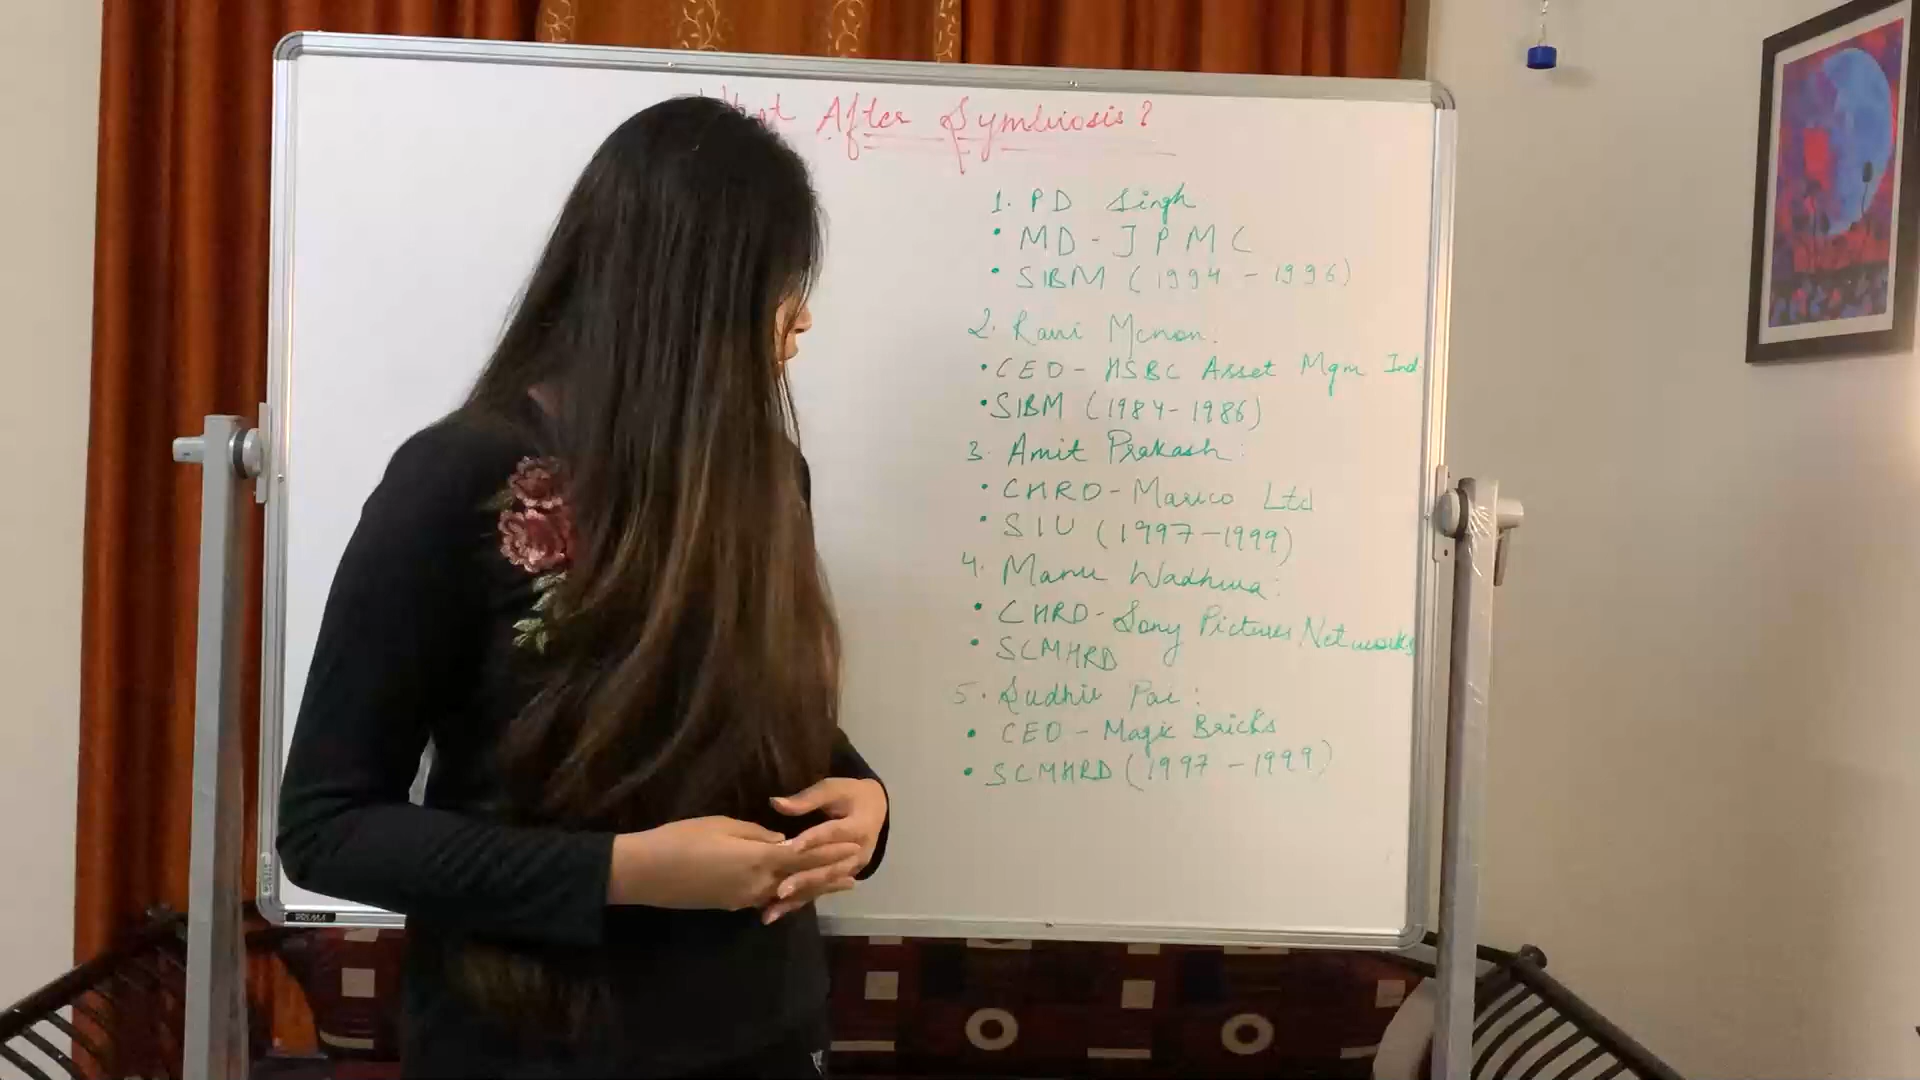 What After Symbiosis?
1. PD Singh
• MD - JPMC
• SIBM (1994 - 1996)
2. Ravi Menon:
• CEO - HSBC Asset Mgm Ind
• SIBM (1984 - 1986)
3. Amit Prakash:
• CHRO - Marico Ltd
• SIU (1997 - 1999)
4. Manu Wadhwa:
• CHRO - Sony Pictures Networks
• SCMHRD
5. Sudhir Pai:
• CEO - Magic Bricks
• SCMHRD (1997 - 1999)